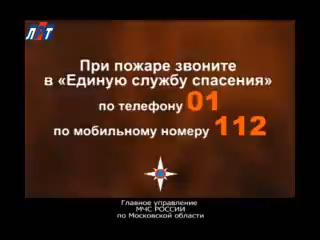 ЛРТ
При пожаре звоните
в «Единую службу спасения»
по телефону 01
по мобильному номеру 112
Главное управление
МЧС РОССИИ
по Московской области